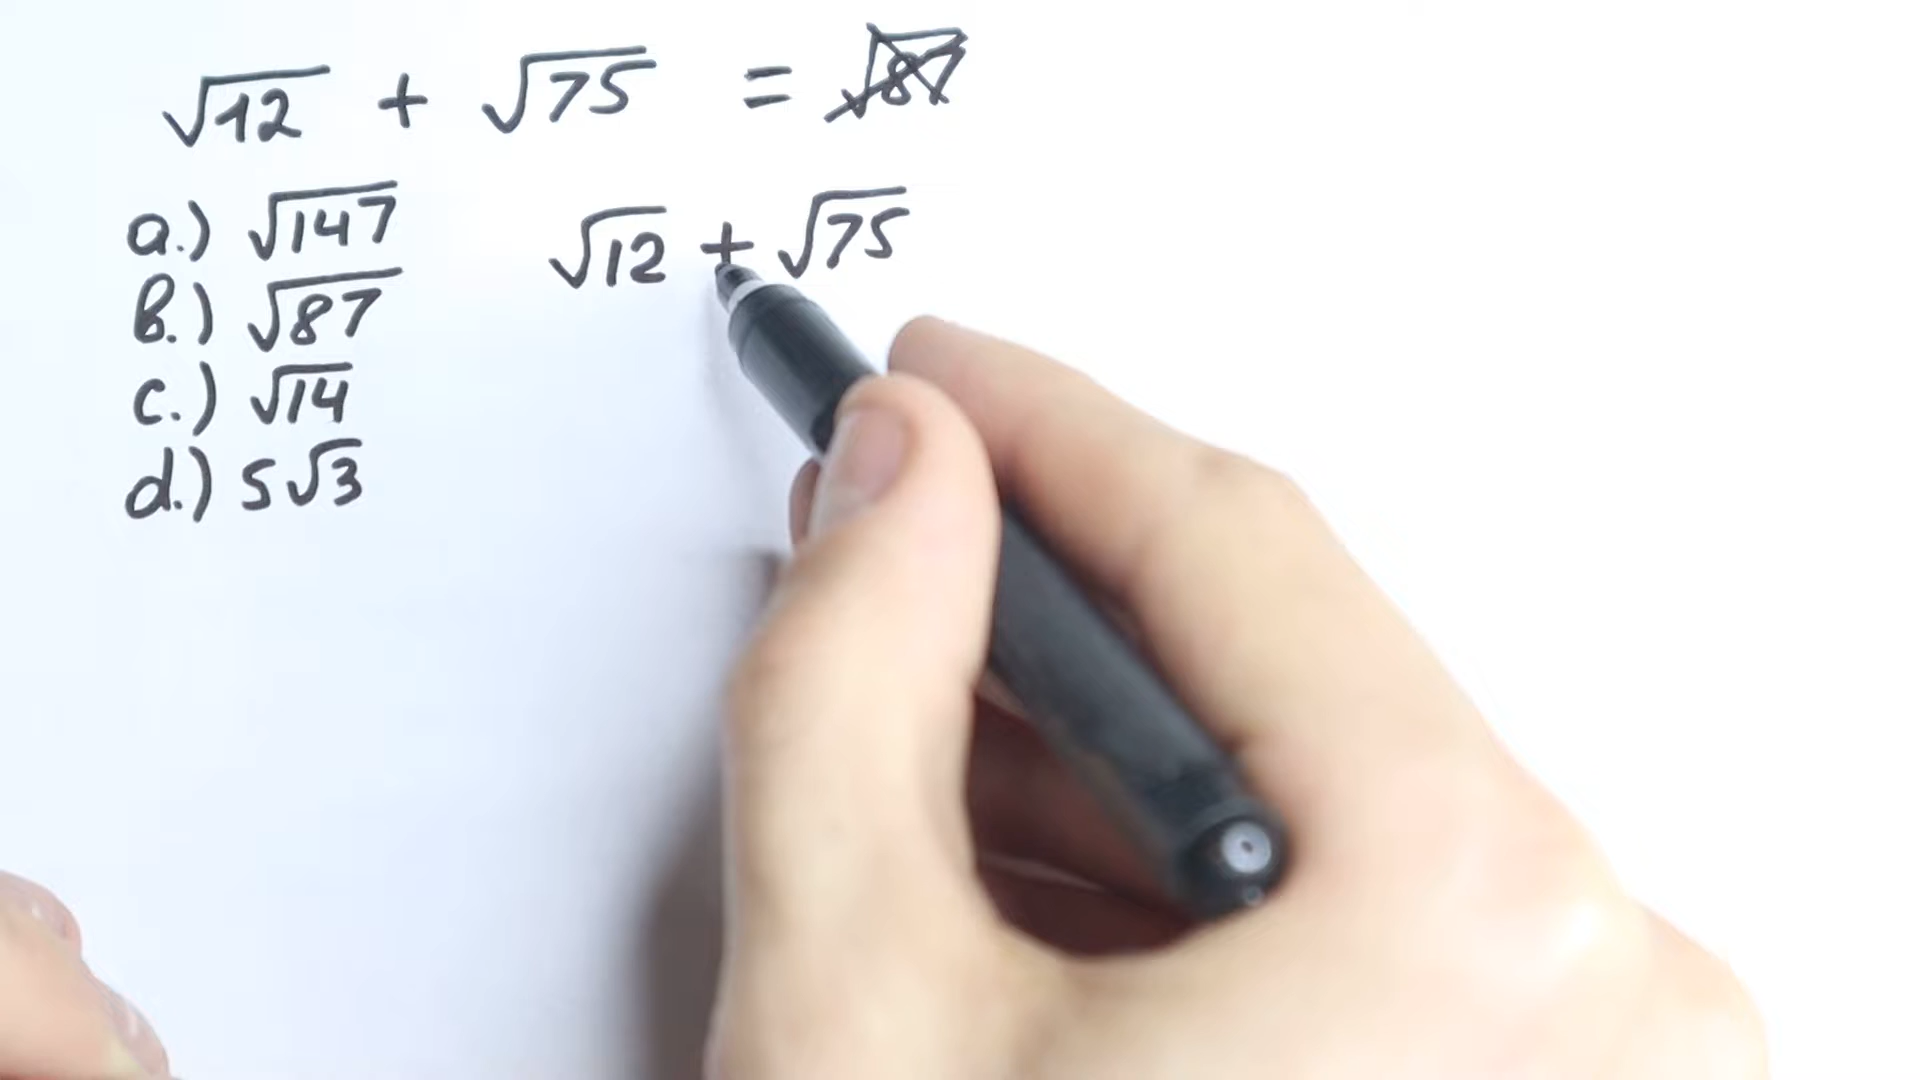 √12 + √75 = √87
a.) √147
b.) √87
c.) √14
d.) 5√3
√12 + √75